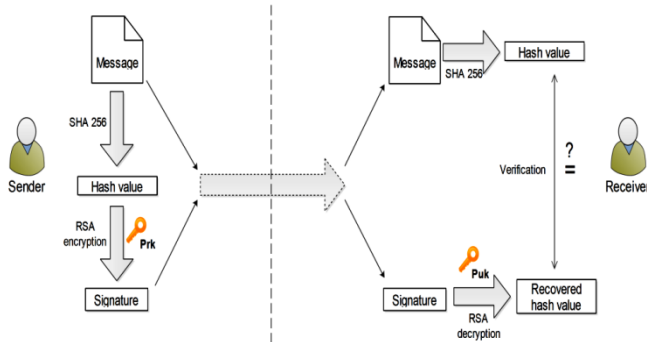 Message
SHA 256
Sender
Hash value
RSA
encryption
Prk
Signature
Message
SHA 256
Hash value
Verification
?
=
Receiver
Puk
Signature
RSA
decryption
Recovered
hash value